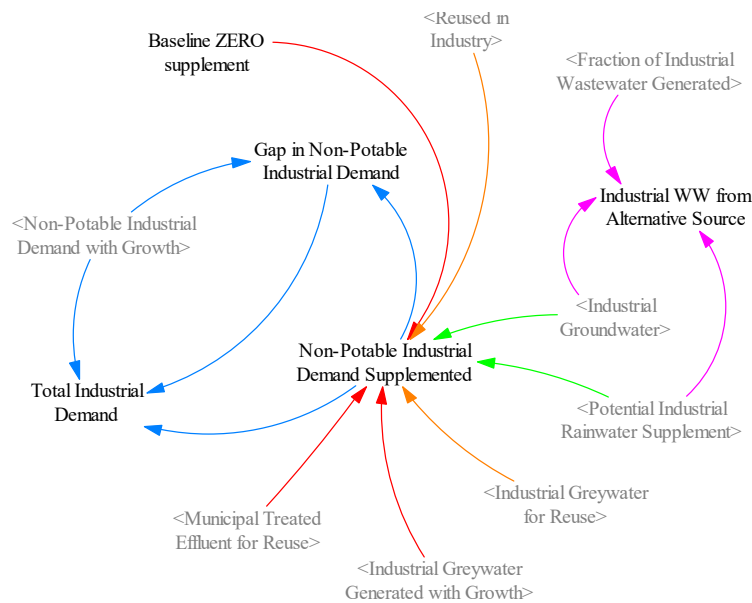 <Reused in
Industry>
Baseline ZERO
supplement
<Fraction of Industrial
Wastewater Generated>
Gap in Non-Potable
Industrial Demand
Industrial WW from
Alternative Source
<Non-Potable Industrial
Demand with Growth>
<Industrial
Groundwater>
Non-Potable Industrial
Demand Supplemented
Total Industrial
Demand
<Potential Industrial
Rainwater Supplement>
<Industrial Greywater
for Reuse>
<Municipal Treated
Effluent for Reuse>
<Industrial Greywater
Generated with Growth>